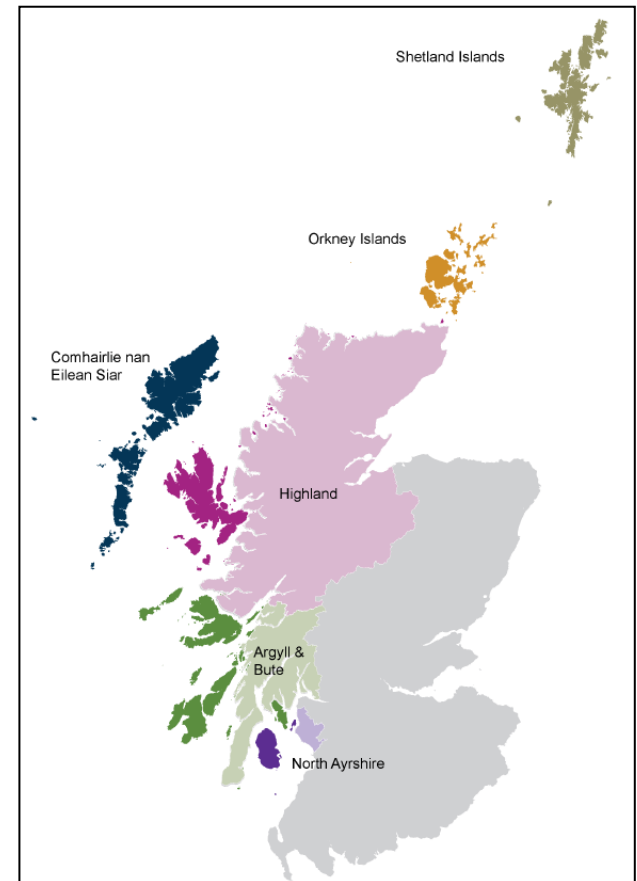 Shetland Islands
Orkney Islands
Comhairlie nan
Eilean Siar
Highland
Argyll &
Bute
North Ayrshire